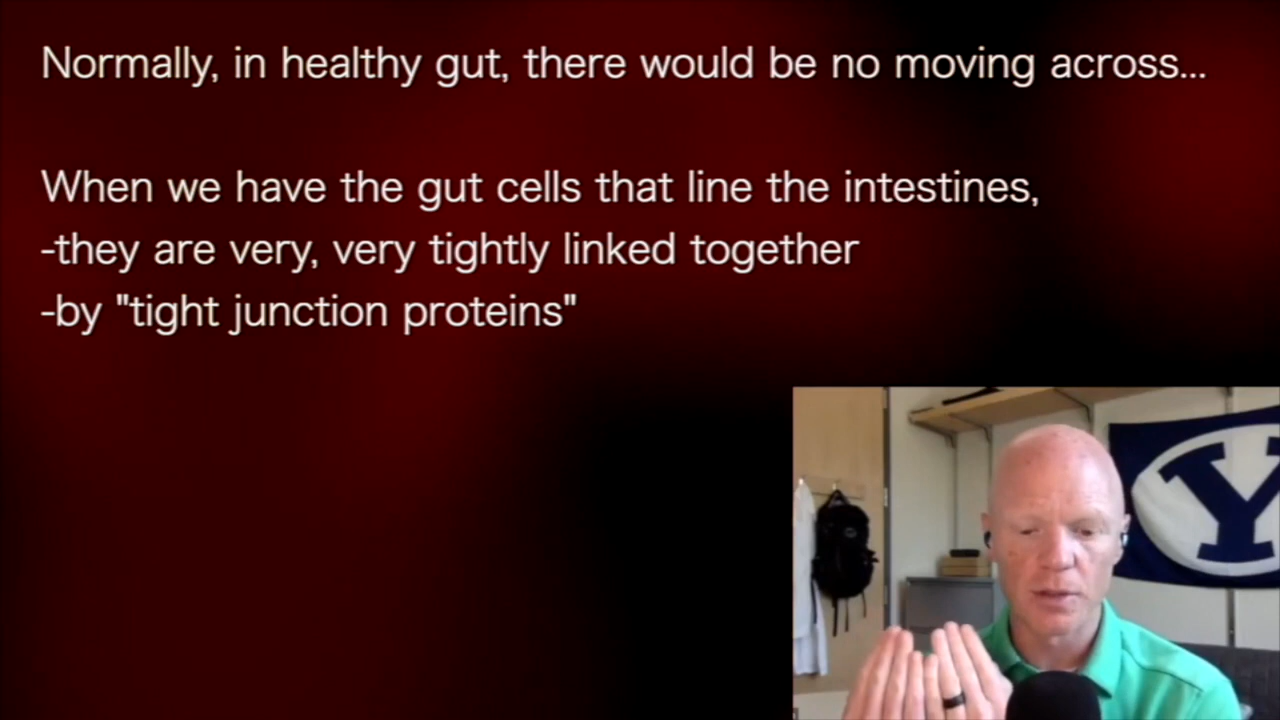 Normally, in healthy gut, there would be no moving across...
When we have the gut cells that line the intestines,
-they are very, very tightly linked together
-by "tight junction proteins"
Y